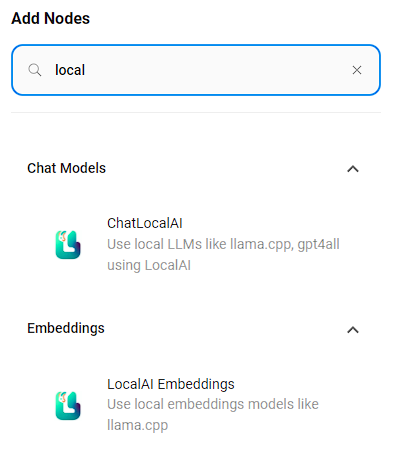 Add Nodes
local
Chat Models
ChatLocalAI
Use local LLMs like llama.cpp, gpt4all
using LocalAI
Embeddings
LocalAI Embeddings
Use local embeddings models like
llama.cpp